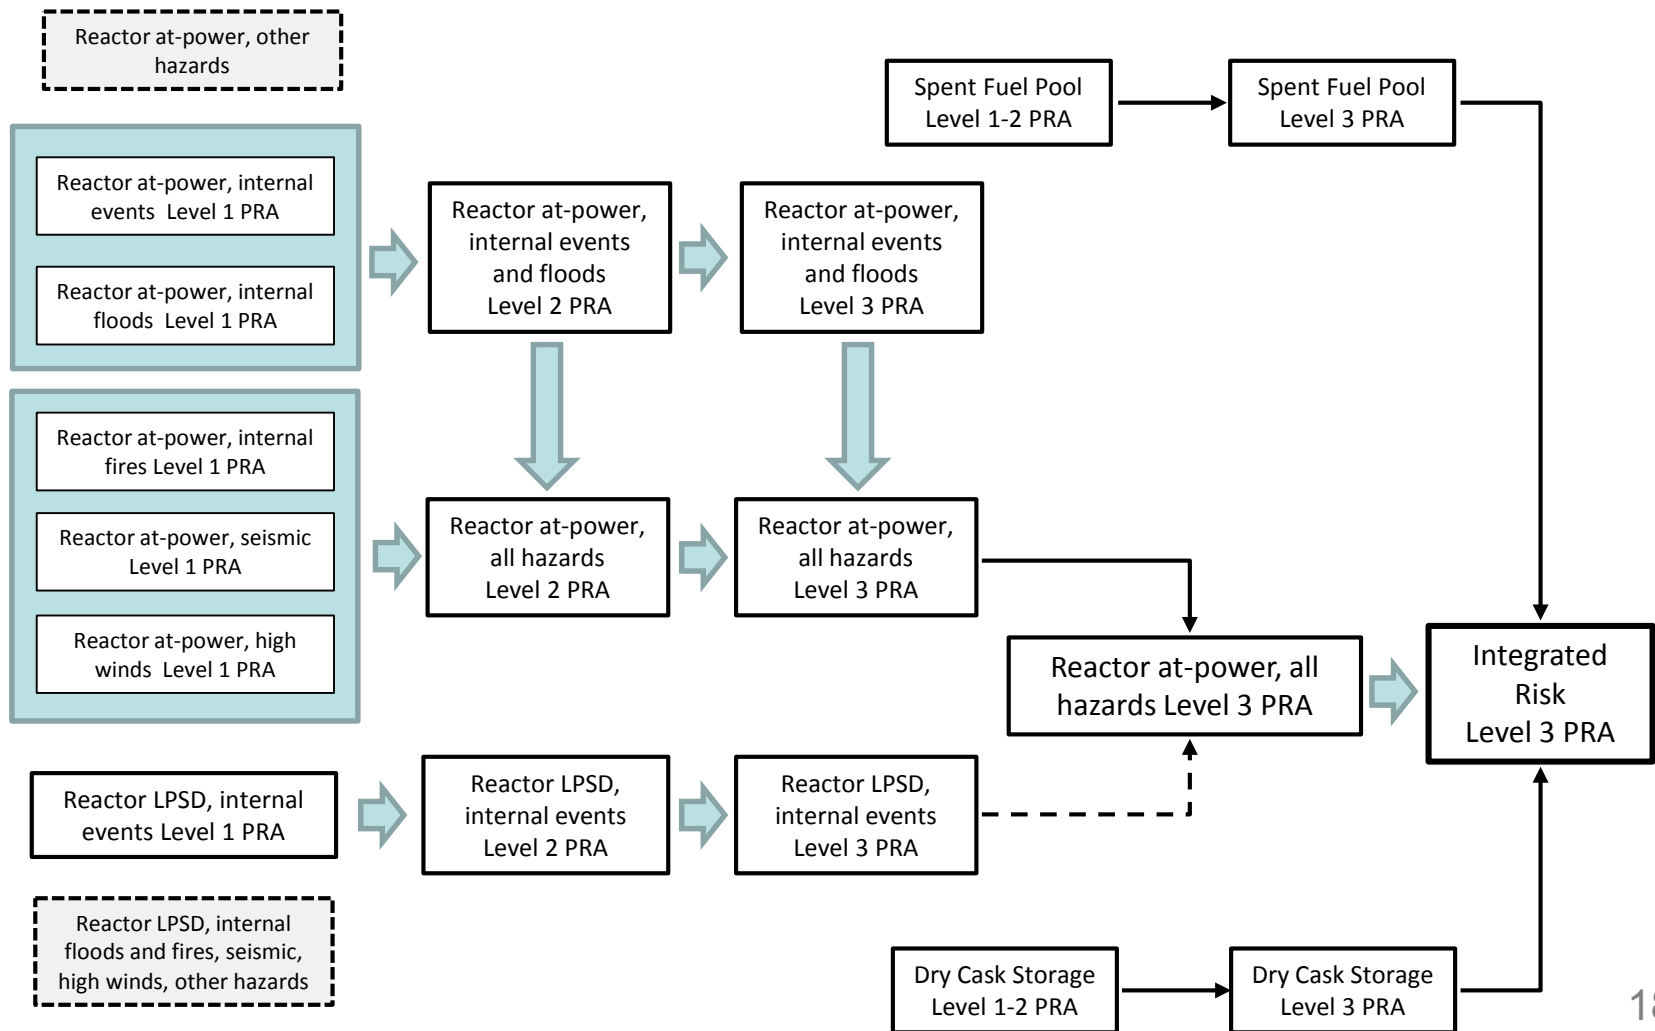 Reactor at-power, other
hazards
Spent Fuel Pool
Level 1-2 PRA
Spent Fuel Pool
Level 3 PRA
Reactor at-power, internal
events Level 1 PRA
Reactor at-power, internal
floods Level 1 PRA
Reactor at-power,
internal events
and floods
Level 2 PRA
Reactor at-power,
internal events
and floods
Level 3 PRA
Reactor at-power, internal
fires Level 1 PRA
Reactor at-power, seismic
Level 1 PRA
Reactor at-power, high
winds Level 1 PRA
Reactor at-power,
all hazards
Level 2 PRA
Reactor at-power,
all hazards
Level 3 PRA
Reactor at-power, all
hazards Level 3 PRA
Integrated
Risk
Level 3 PRA
Reactor LPSD, internal
events Level 1 PRA
Reactor LPSD,
internal events
Level 2 PRA
Reactor LPSD,
internal events
Level 3 PRA
Reactor LPSD, internal
floods and fires, seismic,
high winds, other hazards
Dry Cask Storage
Level 1-2 PRA
Dry Cask Storage
Level 3 PRA
18